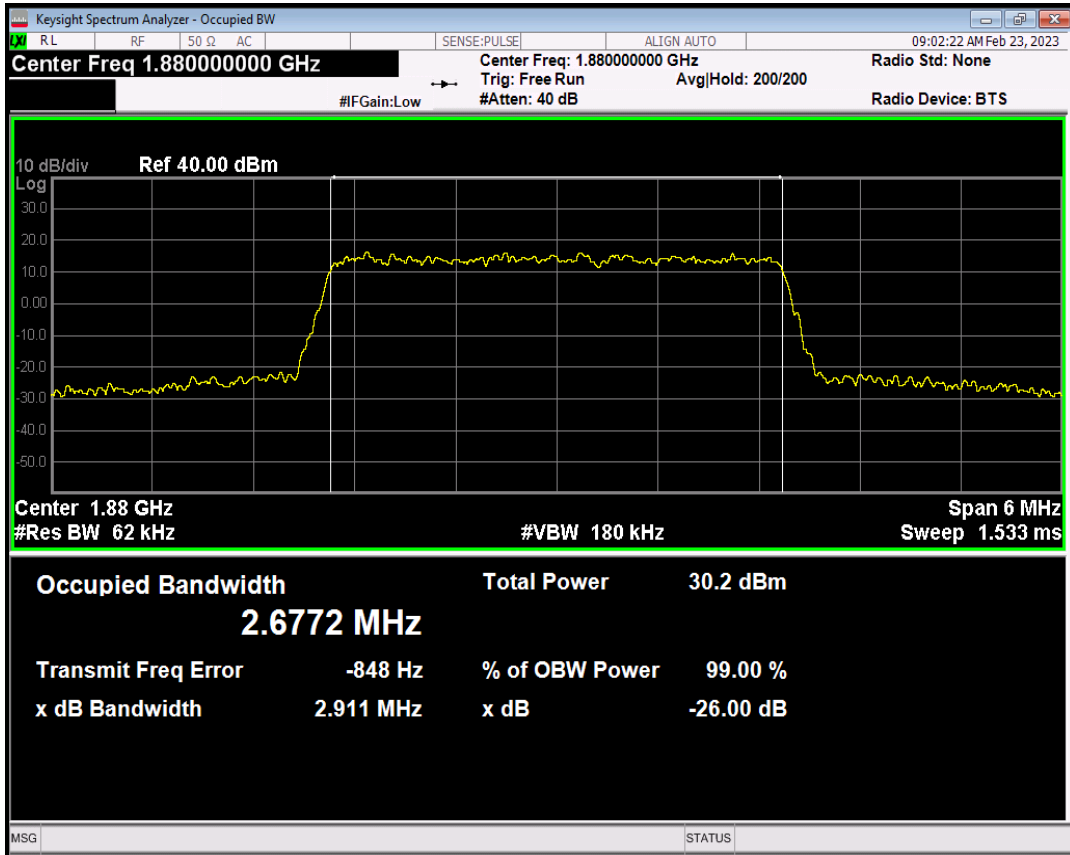 Keysight Spectrum Analyzer - Occupied BW
LXI RL RF 50 Ω AC SENSE:PULSE ALIGN AUTO 09:02:22 AM Feb 23, 2023
Center Freq 1.880000000 GHz Center Freq: 1.880000000 GHz Radio Std: None
Trig: Free Run Avg|Hold: 200/200
#IFGain:Low #Atten: 40 dB Radio Device: BTS
10 dB/div Ref 40.00 dBm
Log
30.0
20.0
10.0
0.00
-10.0
-20.0
-30.0
-40.0
-50.0
Center 1.88 GHz Span 6 MHz
#Res BW 62 kHz #VBW 180 kHz Sweep 1.533 ms
Occupied Bandwidth Total Power 30.2 dBm
2.6772 MHz
Transmit Freq Error -848 Hz % of OBW Power 99.00 %
x dB Bandwidth 2.911 MHz x dB -26.00 dB
MSG STATUS